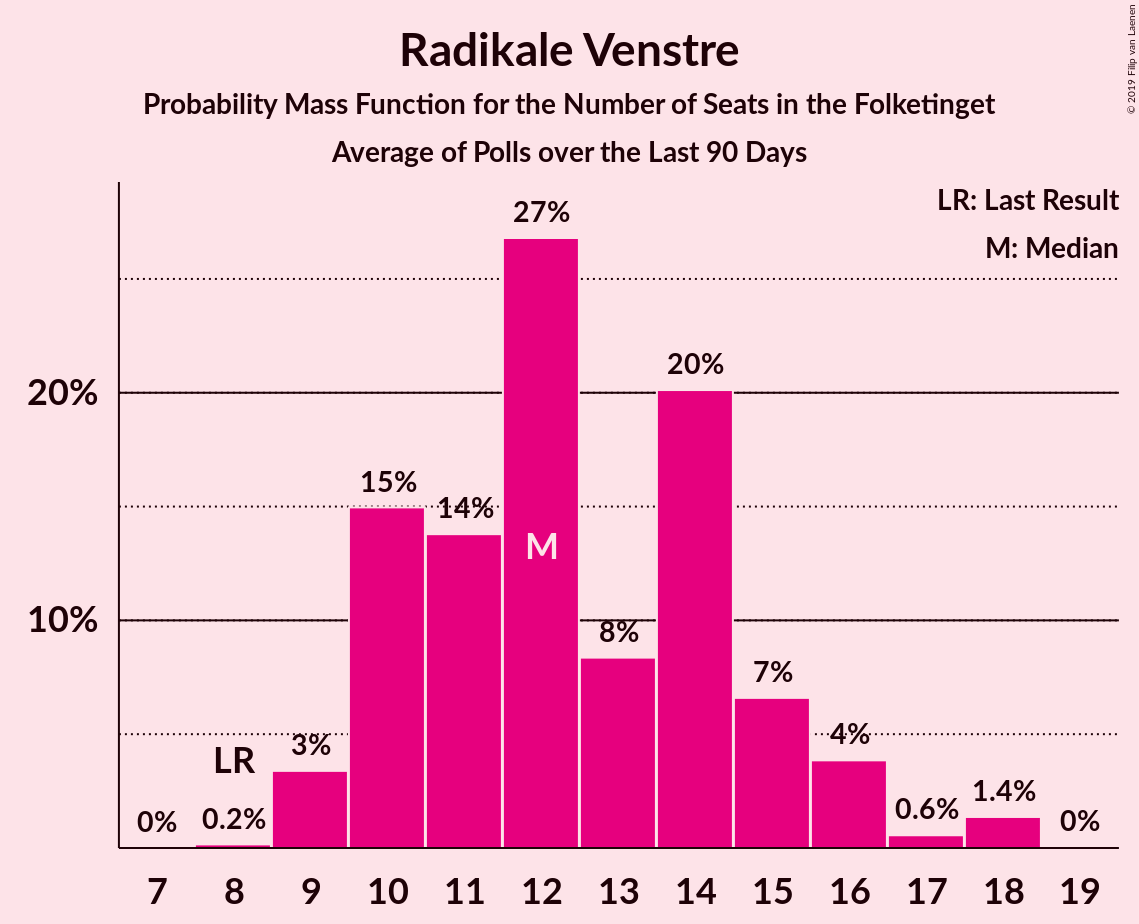 Radikale Venstre
Probability Mass Function for the Number of Seats in the Folketinget
Average of Polls over the Last 90 Days
© 2019 Filip van Laenen
LR: Last Result
M: Median
27%
20%
20%
15%
14%
M
10%
8%
7%
4%
3%
LR
1.4%
0.6%
0%
0.2%
0%
7 8 9 10 11 12 13 14 15 16 17 18 19